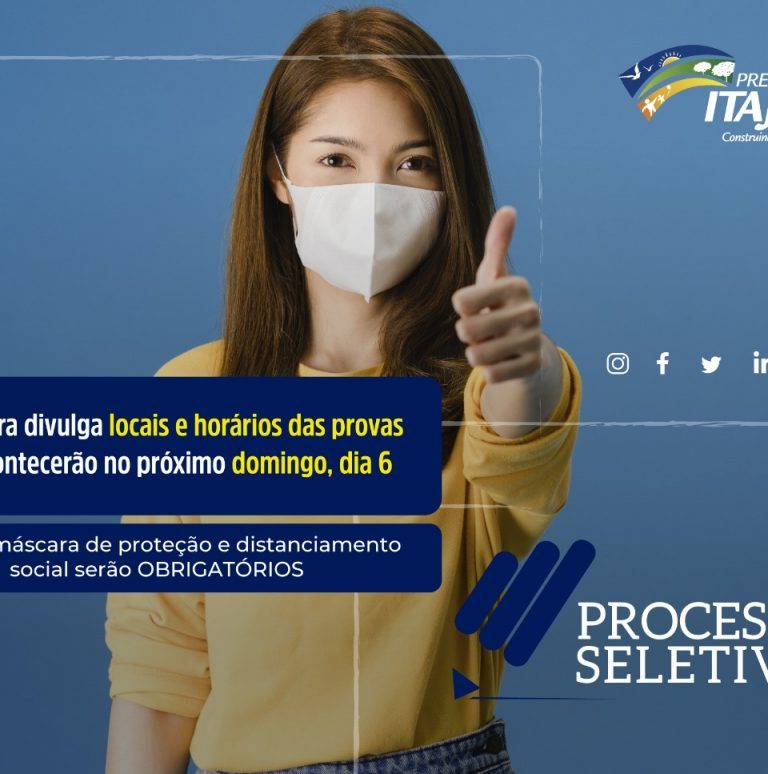 PRE
ITAJ
Construin
in
ra divulga locais e horários das provas
ontecerão no próximo domingo, dia 6
máscara de proteção e distanciamento
social serão OBRIGATÓRIOS
PROCES
SELETIV